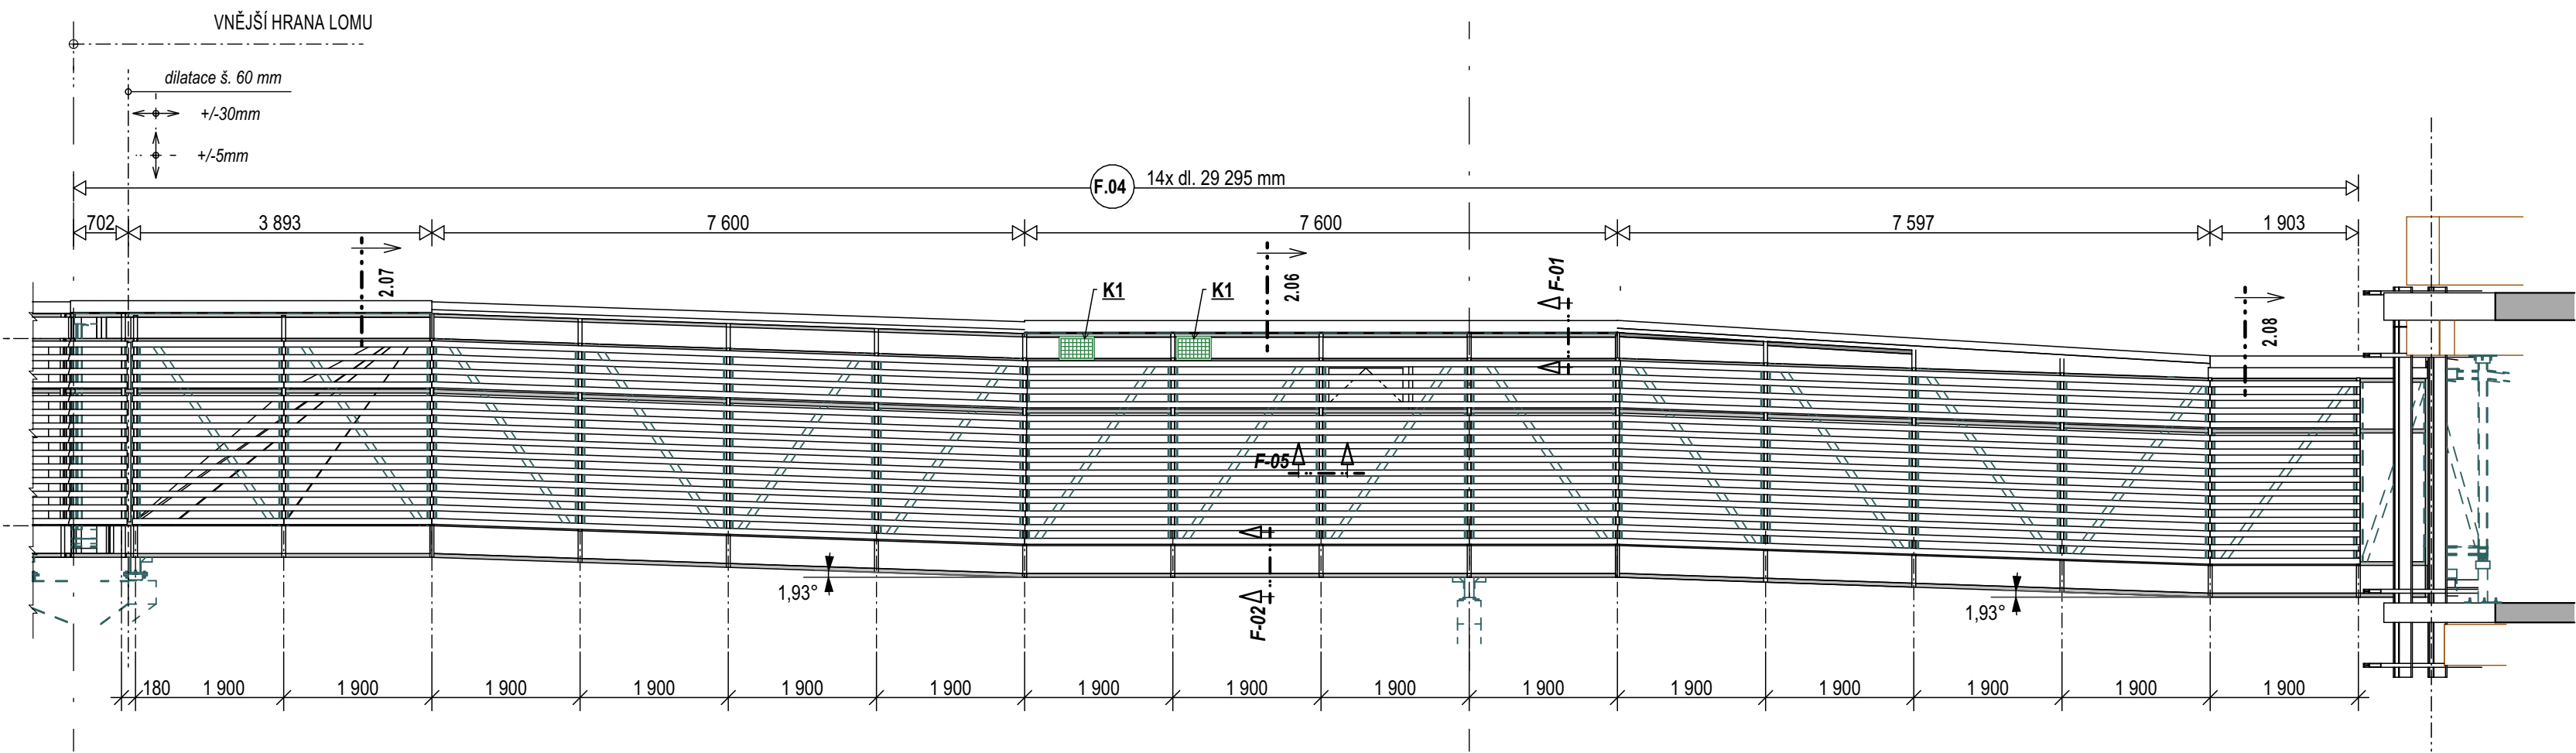 VNĚJŠÍ HRANA LOMU
dilatace š. 60 mm
+/-30mm
+/-5mm
F.04 14x dl. 29 295 mm
702 3 893 7 600 7 600 7 597 1 903
2.07 2.06 F-01 2.08
K1 K1
F-05
1,93° F-02 1,93°
180 1 900 1 900 1 900 1 900 1 900 1 900 1 900 1 900 1 900 1 900 1 900 1 900 1 900 1 900 1 900